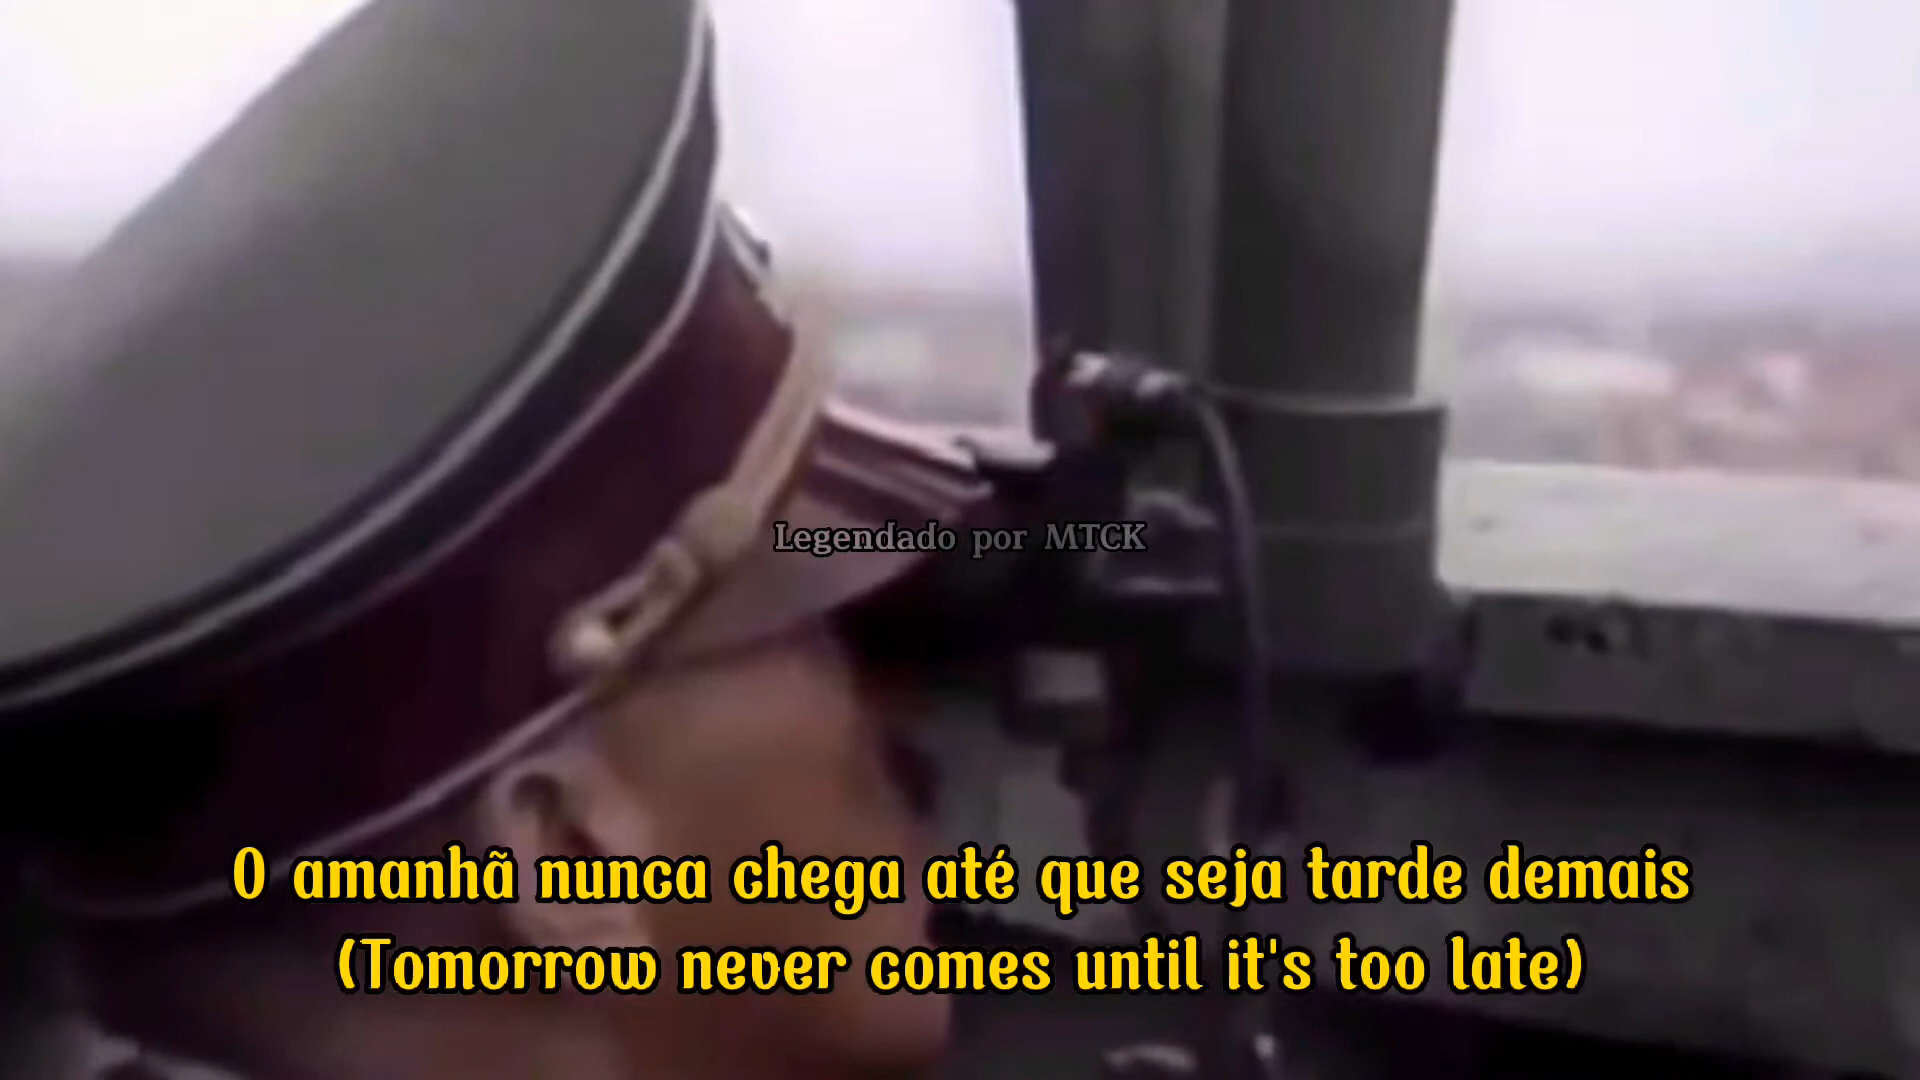 Legendado por MTCK
O amanhã nunca chega até que seja tarde demais
(Tomorrow never comes until it's too late)